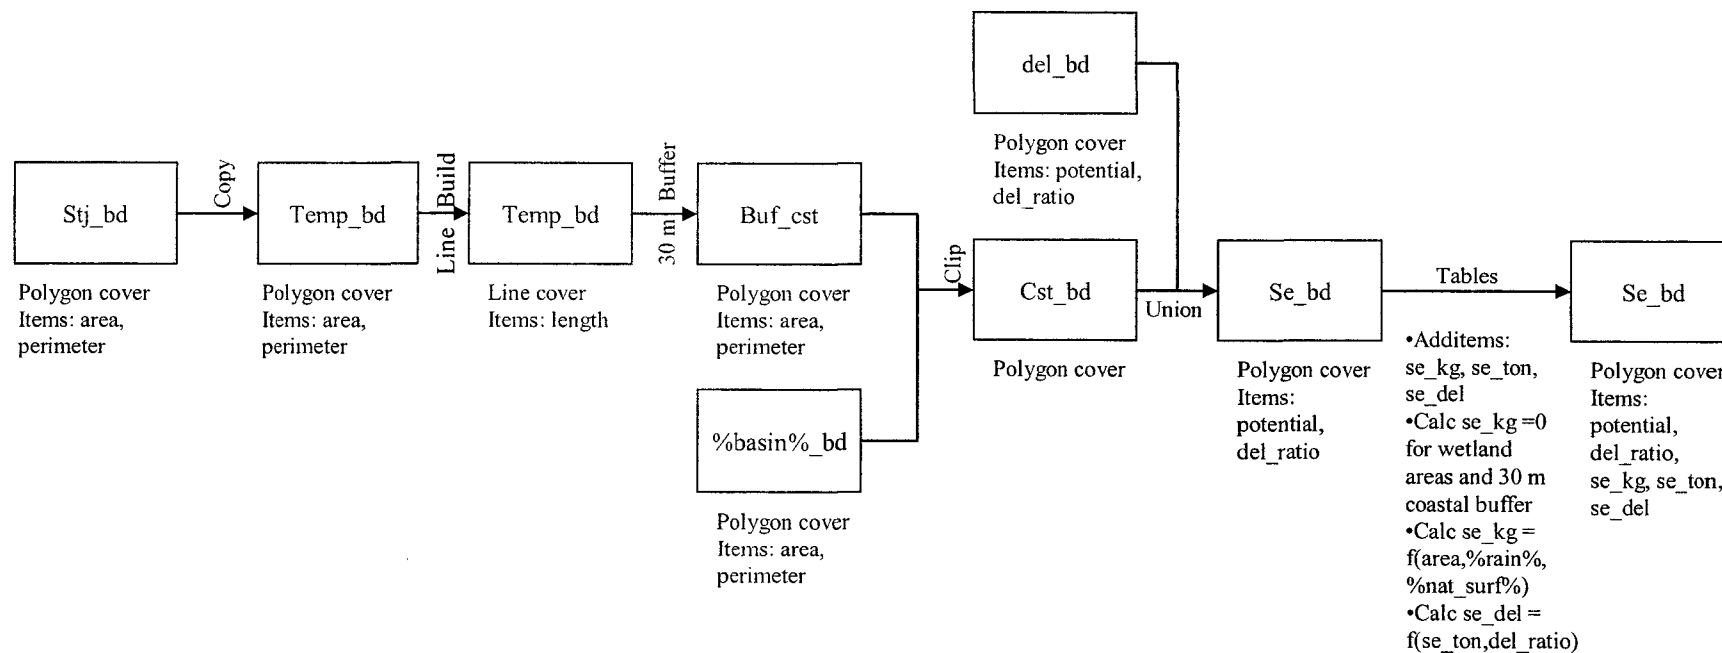 del_bd
Polygon cover
Items: potential,
del_ratio
Stj_bd
Copy
Temp_bd
Line Build
Temp_bd
30 m Buffer
Buf_cst
Clip
Cst_bd
Union
Se_bd
Tables
Se_bd
Polygon cover
Items: area,
perimeter
Polygon cover
Items: area,
perimeter
Line cover
Items: length
Polygon cover
Items: area,
perimeter
%basin%_bd
Polygon cover
Items: area,
perimeter
Polygon cover
Polygon cover
Items:
potential,
del_ratio
•Additems:
se_kg, se_ton,
se_del
•Calc se_kg =0
for wetland
areas and 30 m
coastal buffer
•Calc se_kg =
f(area,%rain%,
%nat_surf%)
•Calc se_del =
f(se_ton,del_ratio)
Polygon cover
Items:
potential,
del_ratio,
se_kg, se_ton,
se_del